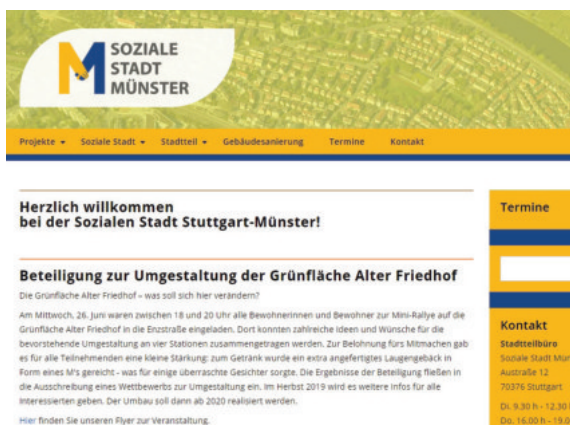 SOZIALE
STADT
MÜNSTER
Projekte Soziale Stadt Stadtteil Gebäudesanierung Termine Kontakt
Herzlich willkommen
bei der Sozialen Stadt Stuttgart-Münster!
Beteiligung zur Umgestaltung der Grünfläche Alter Friedhof
Die Grünfläche Alter Friedhof – was soll sich hier verändern?
Am Mittwoch, 26. Juni waren zwischen 18 und 20 Uhr alle Bewohnerinnen und Bewohner zur Mini-Rallye auf die
Grünfläche Alter Friedhof in die Enzstraße eingeladen. Dort konnten zahlreiche Ideen und Wünsche für die
bevorstehende Umgestaltung an vier Stationen zusammengetragen werden. Zur Belohnung fürs Mitmachen gab
es für alle Teilnehmenden eine kleine Stärkung: zum Getränk wurde ein extra angefertigtes Laugengebäck in
Form eines M's gereicht - was für einige überraschte Gesichter sorgte. Die Ergebnisse der Beteiligung fließen in
die Ausschreibung eines Wettbewerbs zur Umgestaltung ein. Im Herbst 2019 wird es weitere Infos für alle
Interessierten geben. Der Umbau soll dann ab 2020 realisiert werden.
Hier finden Sie unseren Flyer zur Veranstaltung.
Termine
Kontakt
Stadtteilbüro
Soziale Stadt Mün
Austraße 12
70376 Stuttgart
Di. 9.30 h - 12.30
Do. 16.00 h - 19.0